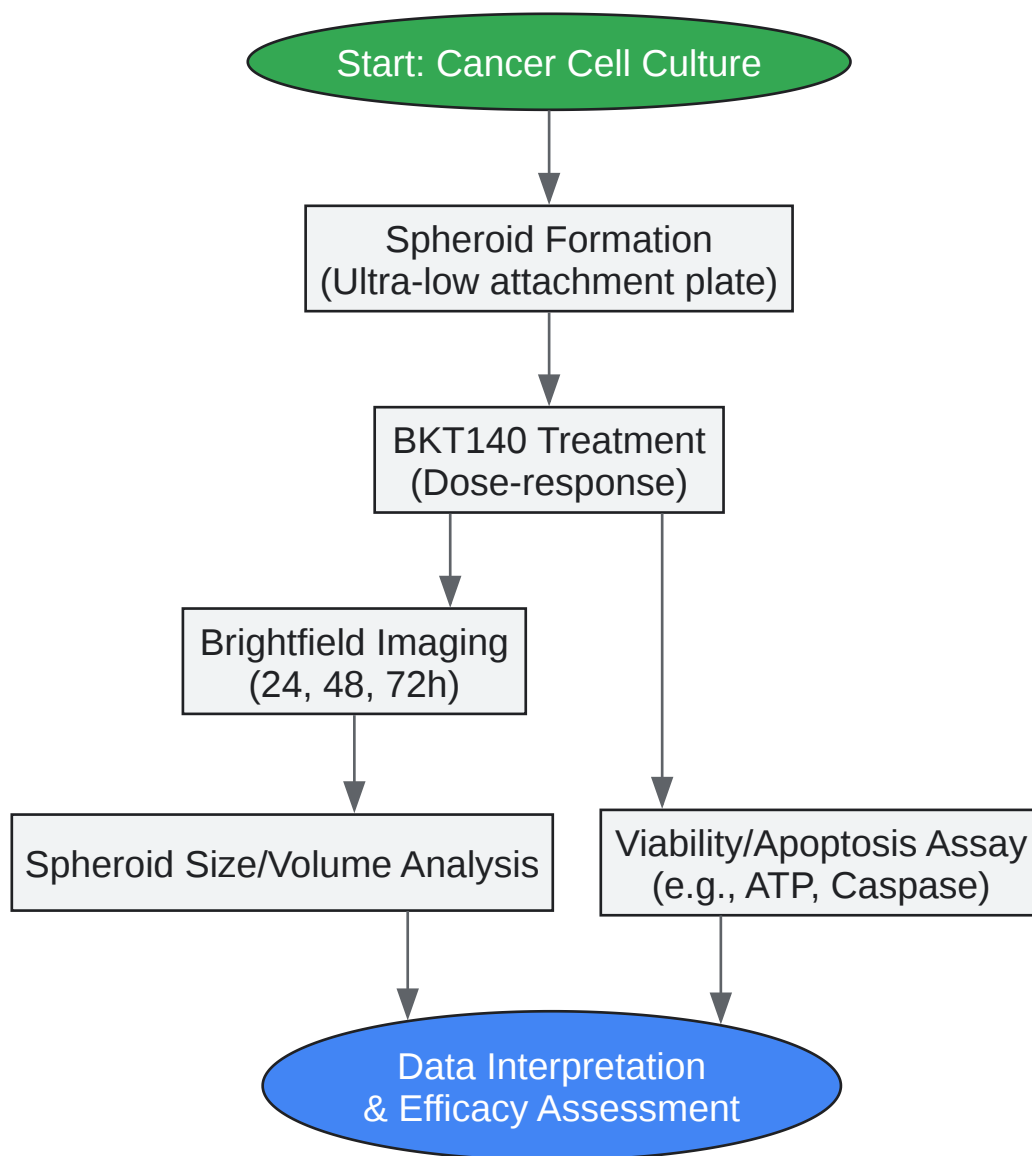 Start: Cancer Cell Culture
Spheroid Formation
(Ultra-low attachment plate)
BKT140 Treatment
(Dose-response)
Brightfield Imaging
(24, 48, 72h)
Spheroid Size/Volume Analysis
Viability/Apoptosis Assay
(e.g., ATP, Caspase)
Data Interpretation
& Efficacy Assessment